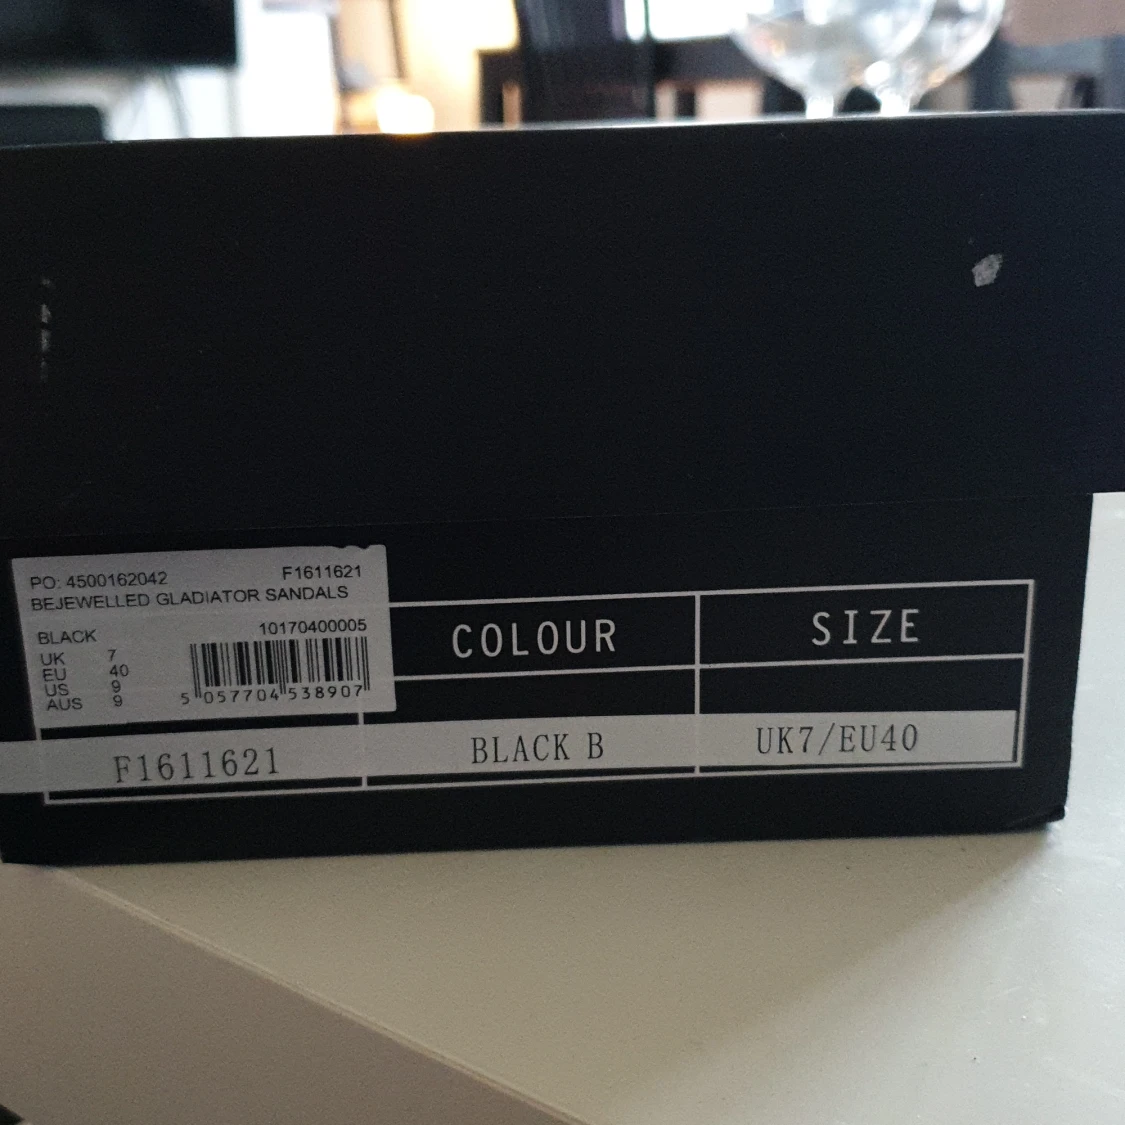 PO: 4500162042 F1611621
BEJEWELLED GLADIATOR SANDALS
BLACK 10170400005
UK 7
EU 40
US 9
AUS 9
5 057704 538907
COLOUR SIZE
F1611621 BLACK B UK7/EU40